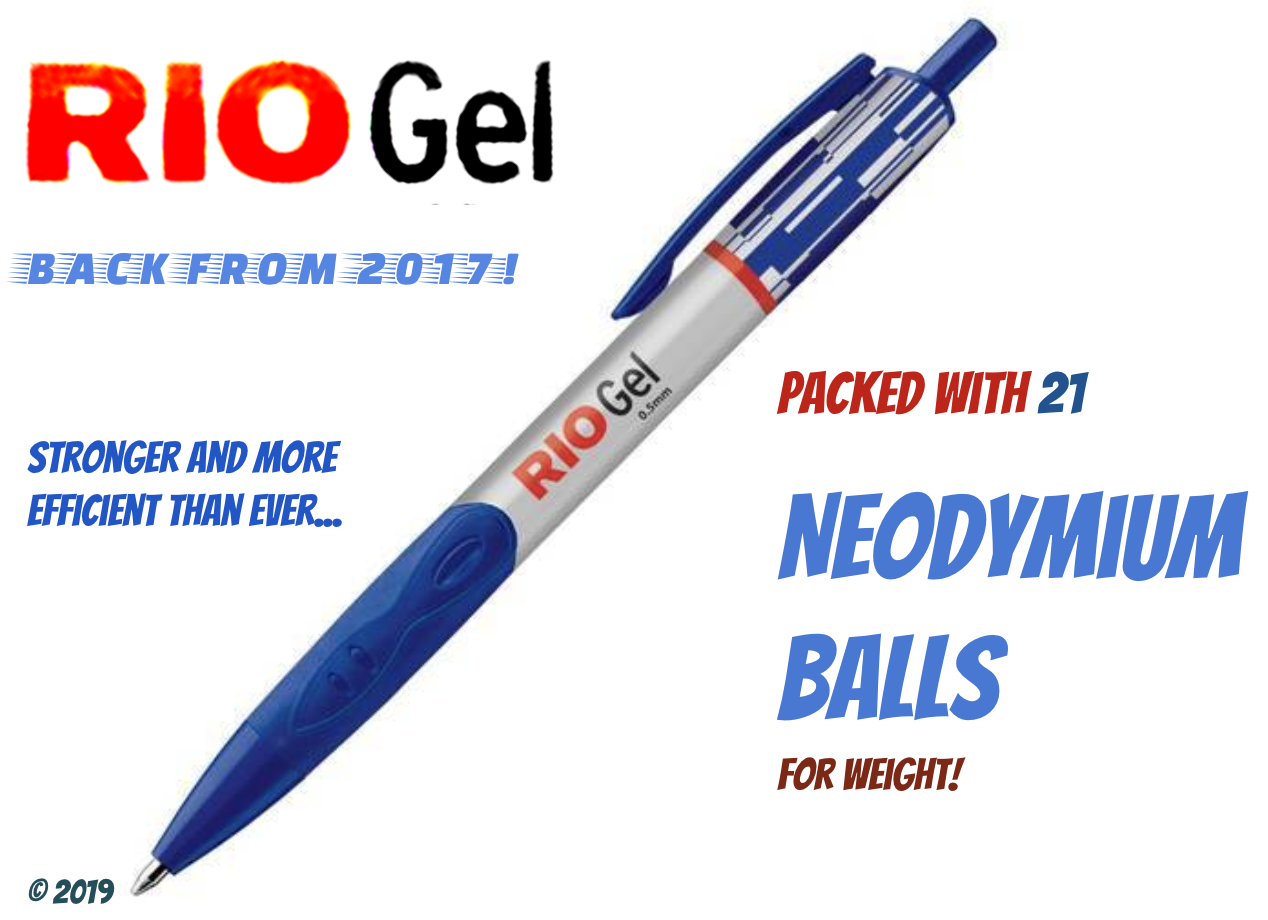 RIO Gel
BACK FROM 2017!
RIO Gel
0.5mm
PACKED WITH 21
STRONGER AND MORE
EFFICIENT THAN EVER...
NEODYMIUM
BALLS
FOR WEIGHT!
© 2019